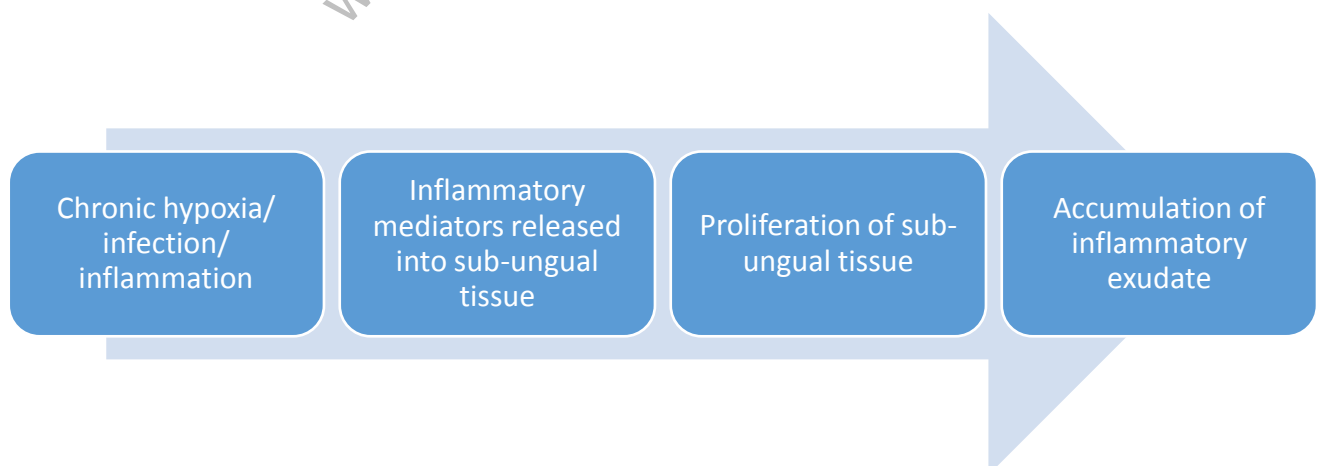 Chronic hypoxia/
infection/
inflammation
Inflammatory
mediators released
into sub-ungual
tissue
Proliferation of sub-
ungual tissue
Accumulation of
inflammatory
exudate